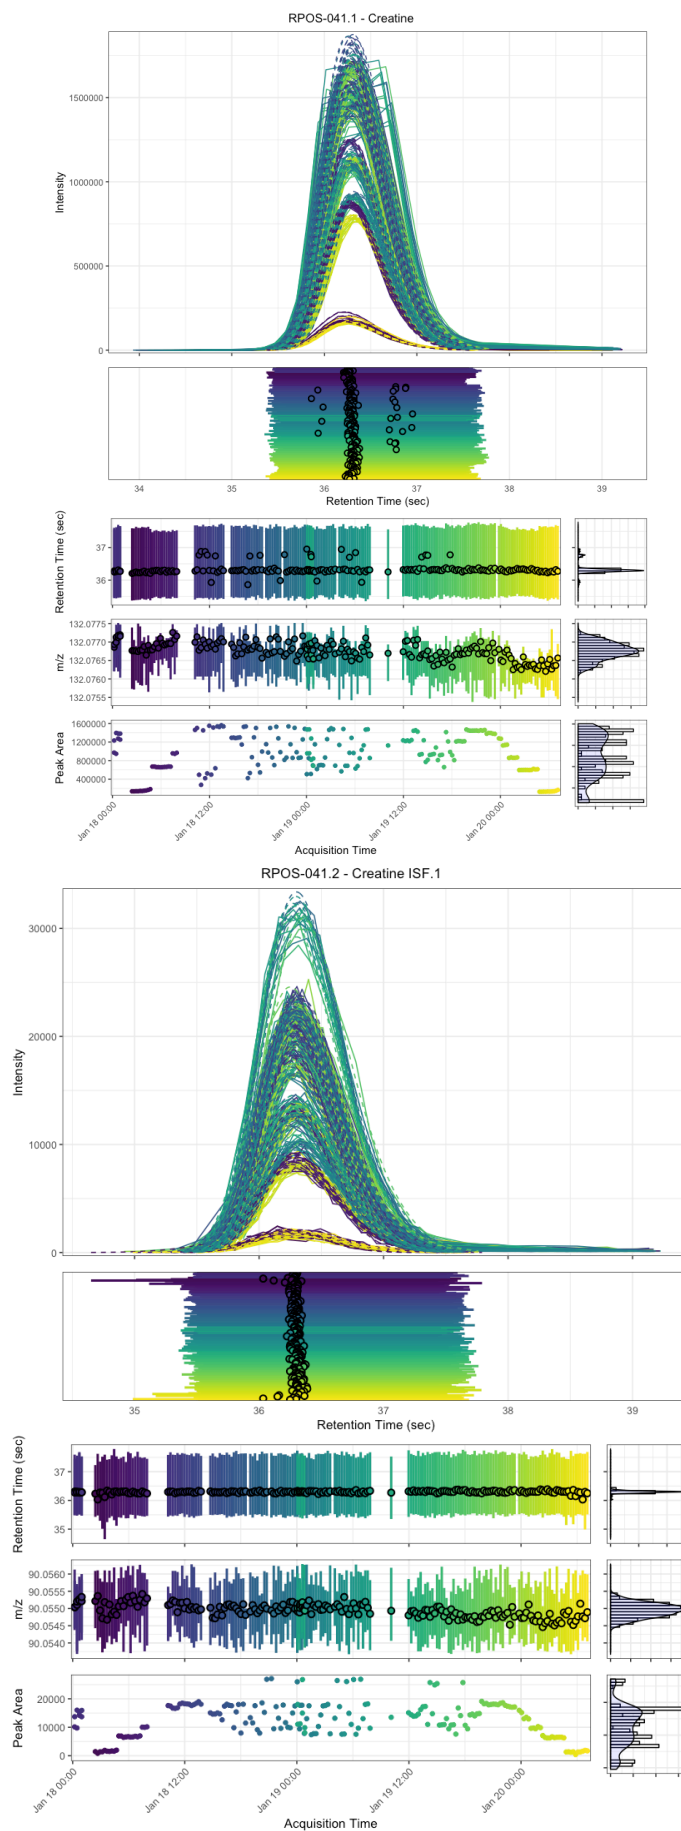 RPOS-041.1 - Creatine
Intensity
1500000
1000000
500000
0
34 35 36 37 38 39
Retention Time (sec)
Retention Time (sec)
37
36
m/z
132.0775
132.0770
132.0765
132.0760
132.0755
Peak Area
1600000
1200000
800000
400000
Jan 18 00:00 Jan 18 12:00 Jan 19 00:00 Jan 19 12:00 Jan 20 00:00
Acquisition Time
RPOS-041.2 - Creatine ISF.1
Intensity
30000
20000
10000
0
35 36 37 38 39
Retention Time (sec)
Retention Time (sec)
37
36
35
m/z
90.0560
90.0555
90.0550
90.0545
90.0540
Peak Area
20000
10000
0
Jan 18 00:00 Jan 18 12:00 Jan 19 00:00 Jan 19 12:00 Jan 20 00:00
Acquisition Time